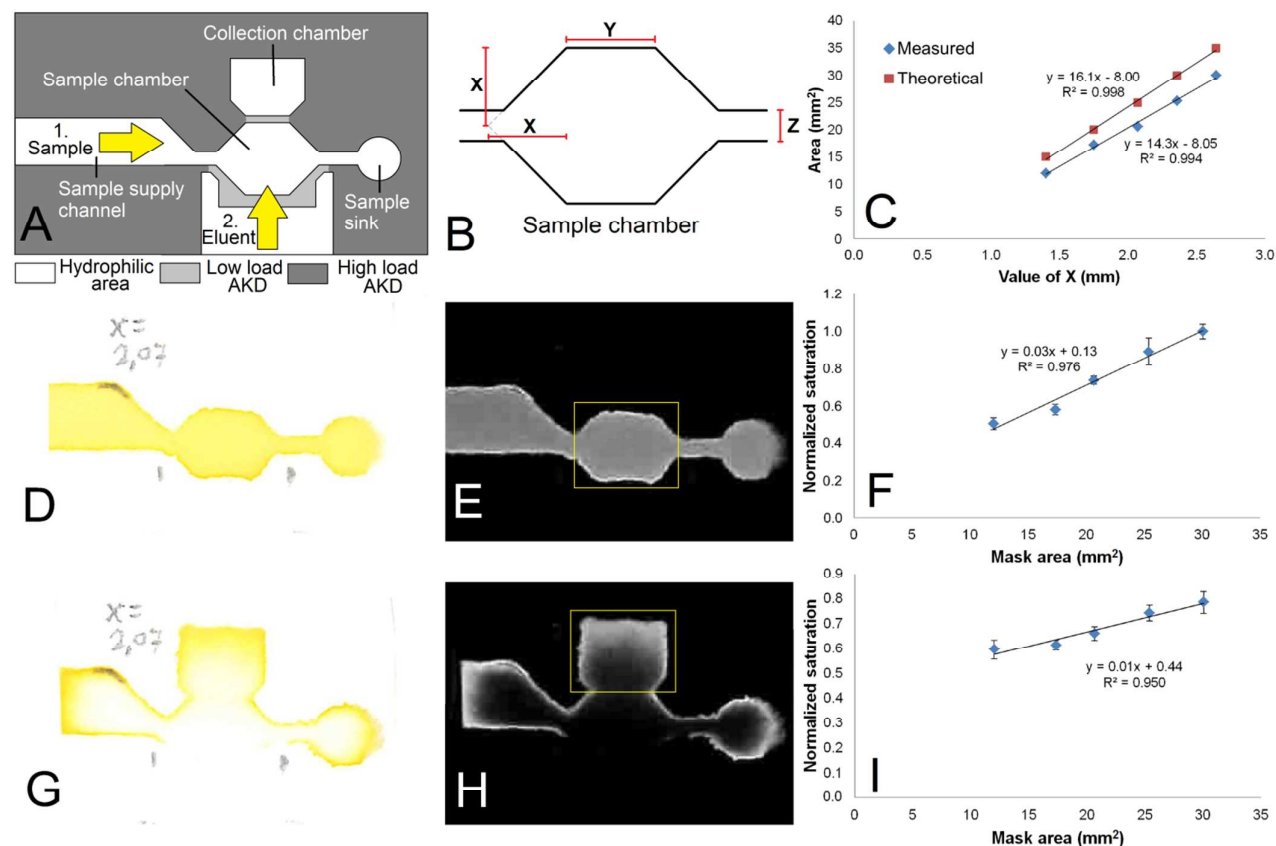 Collection chamber
Sample chamber
1.
Sample
Sample supply
channel
2.
Eluent
Sample
sink
A
Hydrophilic
area
Low load
AKD
High load
AKD
Y
X
X
Z
B
Sample chamber
Area (mm²)
40
35
30
25
20
15
10
5
0
Measured
Theoretical
y = 16.1x - 8.00
R² = 0.998
y = 14.3x - 8.05
R² = 0.994
C
0.0 0.5 1.0 1.5 2.0 2.5 3.0
Value of X (mm)
x=
2,07
D
E
Normalized saturation
1.2
1.0
0.8
0.6
0.4
0.2
0.0
y = 0.03x + 0.13
R² = 0.976
F
0 5 10 15 20 25 30 35
Mask area (mm²)
x=
2,07
G
H
Normalized saturation
0.9
0.8
0.7
0.6
0.5
0.4
0.3
0.2
0.1
0.0
y = 0.01x + 0.44
R² = 0.950
I
0 5 10 15 20 25 30 35
Mask area (mm²)